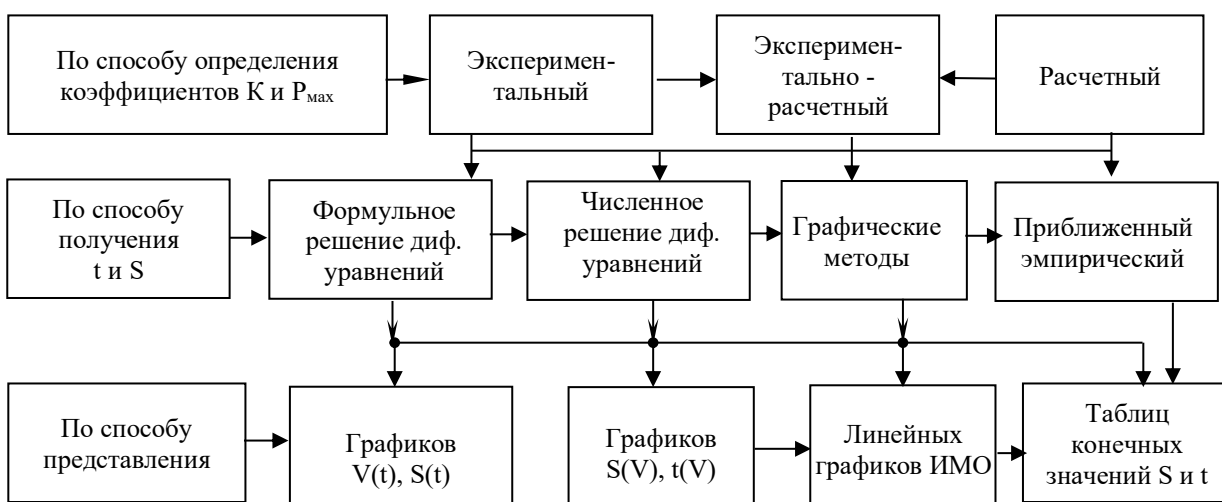 По способу определения
коэффициентов К и Pмах
Эксперимен-
тальный
Эксперимен-
тально -
расчетный
Расчетный
По способу
получения
t и S
Формульное
решение диф.
уравнений
Численное
решение диф.
уравнений
Графические
методы
Приближенный
эмпирический
По способу
представления
Графиков
V(t), S(t)
Графиков
S(V), t(V)
Линейных
графиков ИМО
Таблиц
конечных
значений S и t